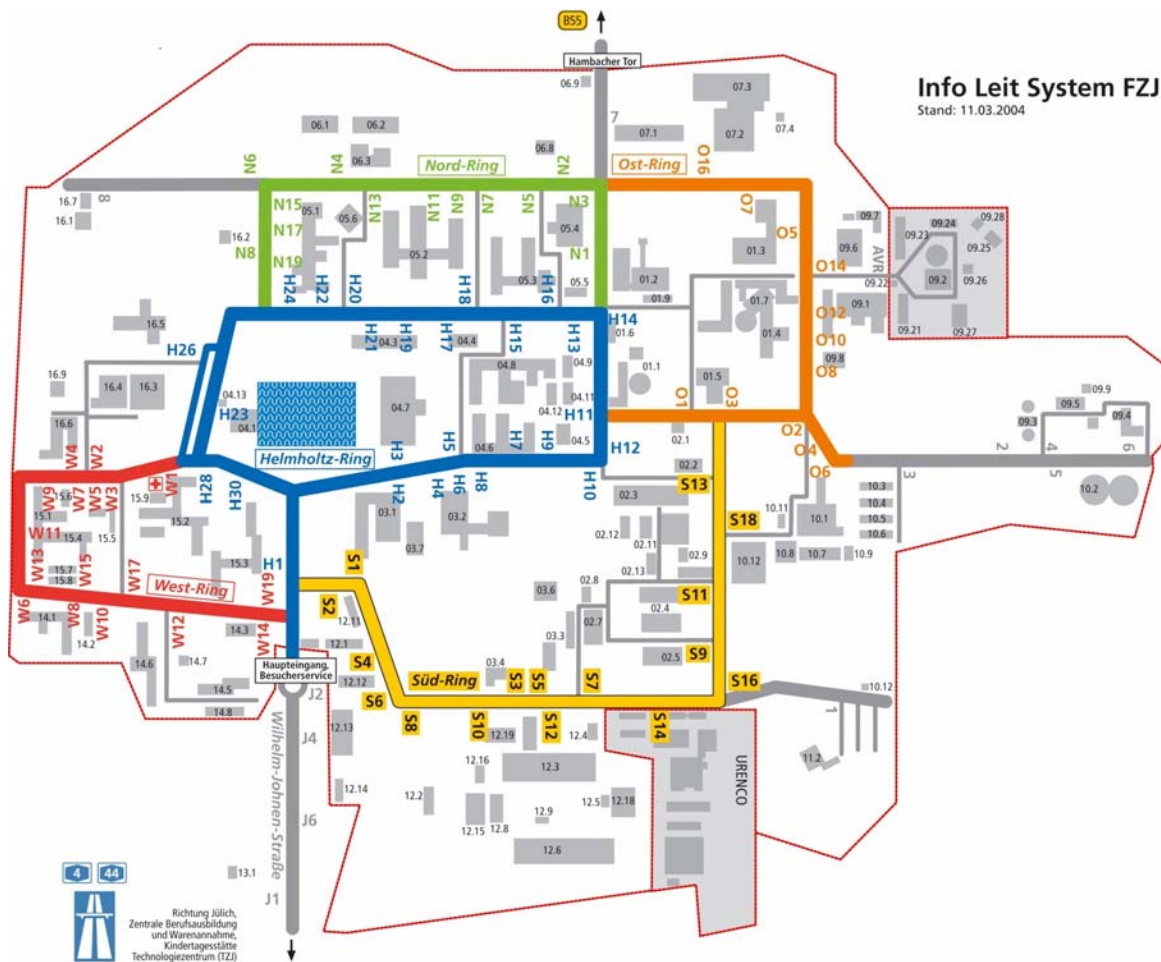 B55
Hambacher Tor
Info Leit System FZJ
Stand: 11.03.2004
06.9
07.3
7
07.1
07.2
07.4
06.1
06.2
06.3
06.8
O16
N6
N4
Nord-Ring
N2
Ost-Ring
8
16.7
16.1
16.2
N15
N17
N8
N19
05.1
05.6
N13
N11
N9
N7
N5
N3
05.4
N1
05.2
05.3
05.5
O7
O5
01.3
01.2
01.9
09.7
09.6
AVR
09.22
09.23
09.24
09.28
09.25
09.2
09.26
09.21
09.27
O14
O12
O10
O8
09.1
09.8
H24
H22
H20
H18
H16
H14
01.6
01.7
01.4
01.1
01.5
O1
O3
16.5
H26
H21
04.3
H19
H17
04.4
H15
H13
04.8
04.9
04.11
04.12
H11
04.5
16.9
16.4
16.3
16.6
04.13
H23
04.1
04.7
H3
H5
04.6
H7
H9
H12
Helmholtz-Ring
02.1
O2
O4
O6
09.3
09.5
09.9
09.4
2
4
5
6
3
10.2
W4
W2
W9
15.6
W7
W5
W3
15.9
W1
H28
H30
H2
H4
H6
H8
H10
02.2
S13
02.3
15.1
W11
15.4
15.5
15.2
W13
15.7
15.8
W15
W17
15.3
H1
W19
West-Ring
03.1
03.7
03.2
02.12
02.11
02.13
02.9
S18
10.12
10.11
10.8
10.1
10.7
10.9
10.3
10.4
10.5
10.6
W6
14.1
W8
14.2
W10
W12
14.3
W14
14.6
14.7
14.5
14.8
S1
S2
12.11
S4
12.1
12.12
S6
Haupteingang,
Besucherservice
03.6
03.3
02.8
02.7
S11
02.4
S9
02.5
Süd-Ring
03.4
S3
S5
S7
S16
10.12
1
11.2
J2
J4
J6
J1
Wilhelm-Johnen-Straße
12.13
12.14
S8
S10
12.19
S12
12.4
S14
URENCO
12.16
12.3
12.2
12.15
12.8
12.9
12.5
12.18
12.6
13.1
4
44
Richtung Jülich,
Zentrale Berufsausbildung
und Warenannahme,
Kindertagesstätte
Technologiezentrum (TZJ)